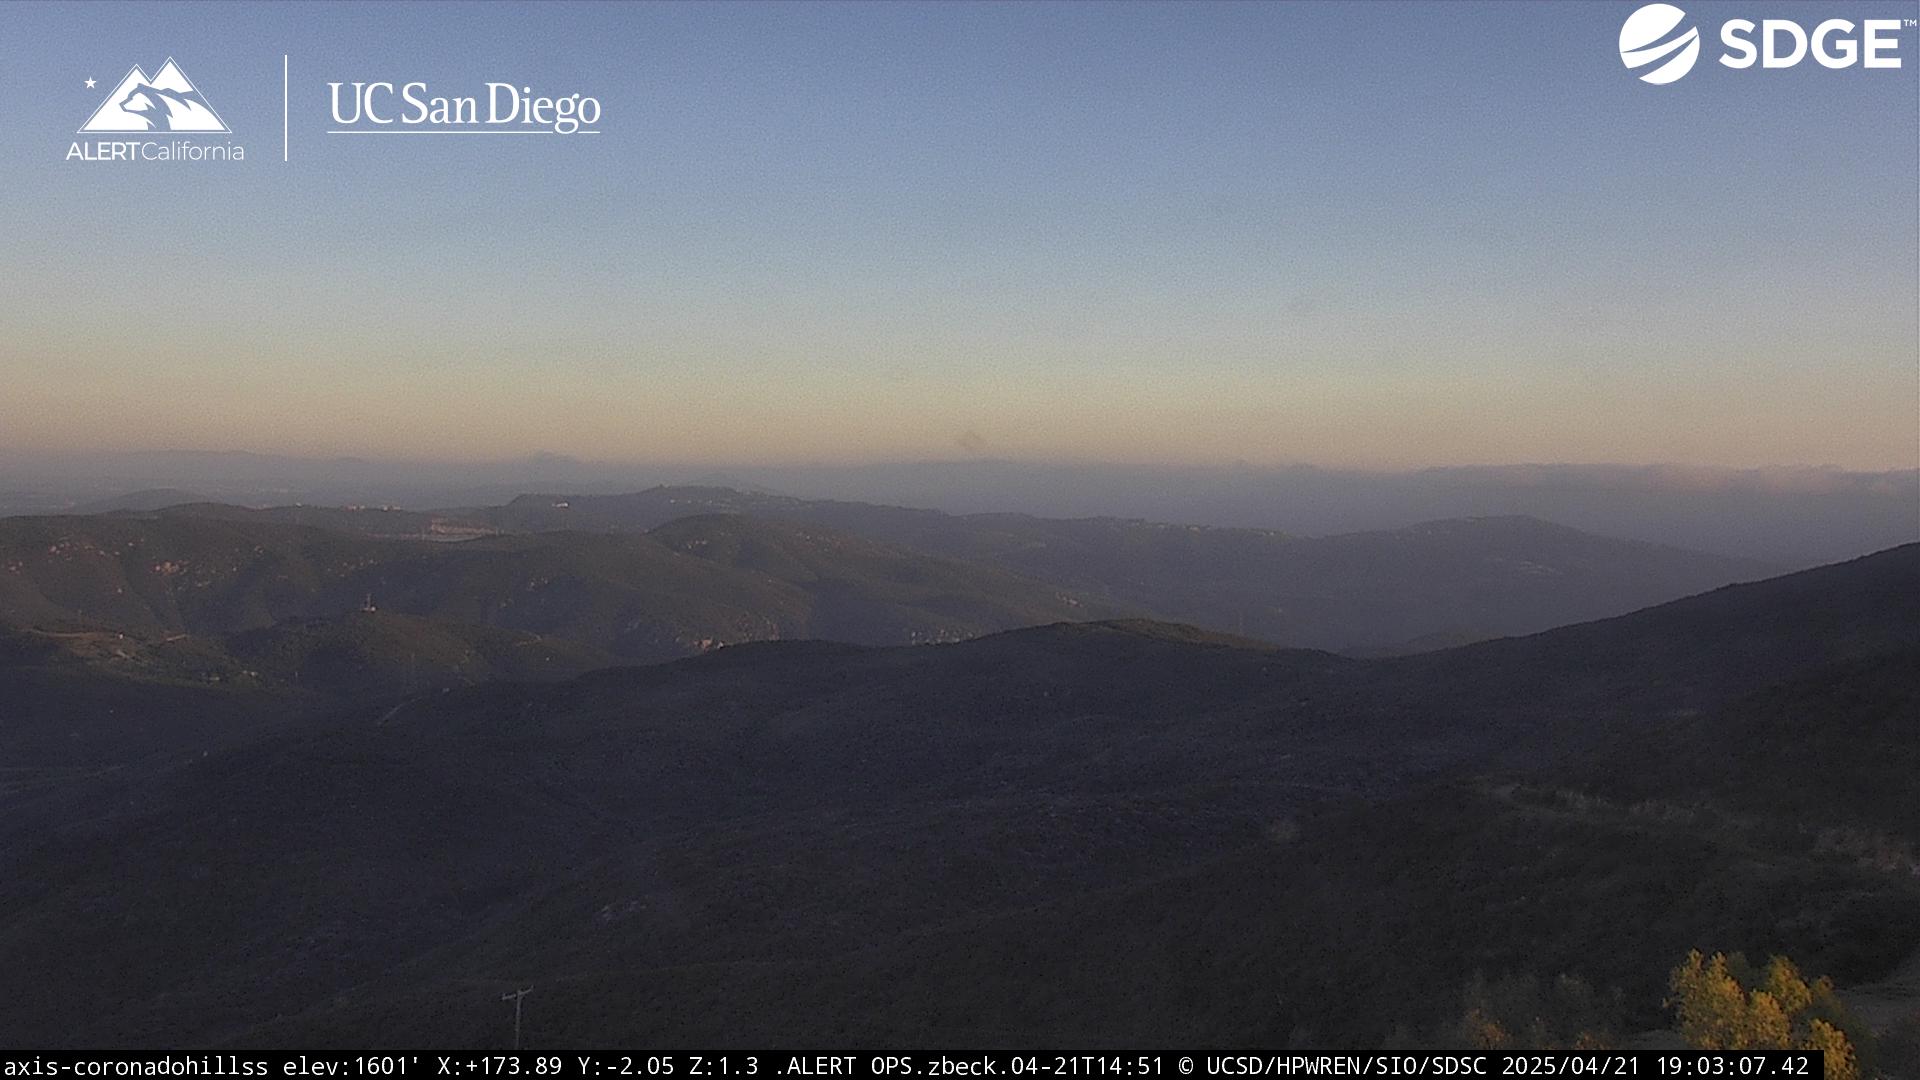 ALERTCalifornia
UC San Diego
SDGE™
axis-coronadohillss elev:1601' X:+173.89 Y:-2.05 Z:1.3 .ALERT OPS.zbeck.04-21T14:51 © UCSD/HPWREN/SIO/SDSC 2025/04/21 19:03:07.42